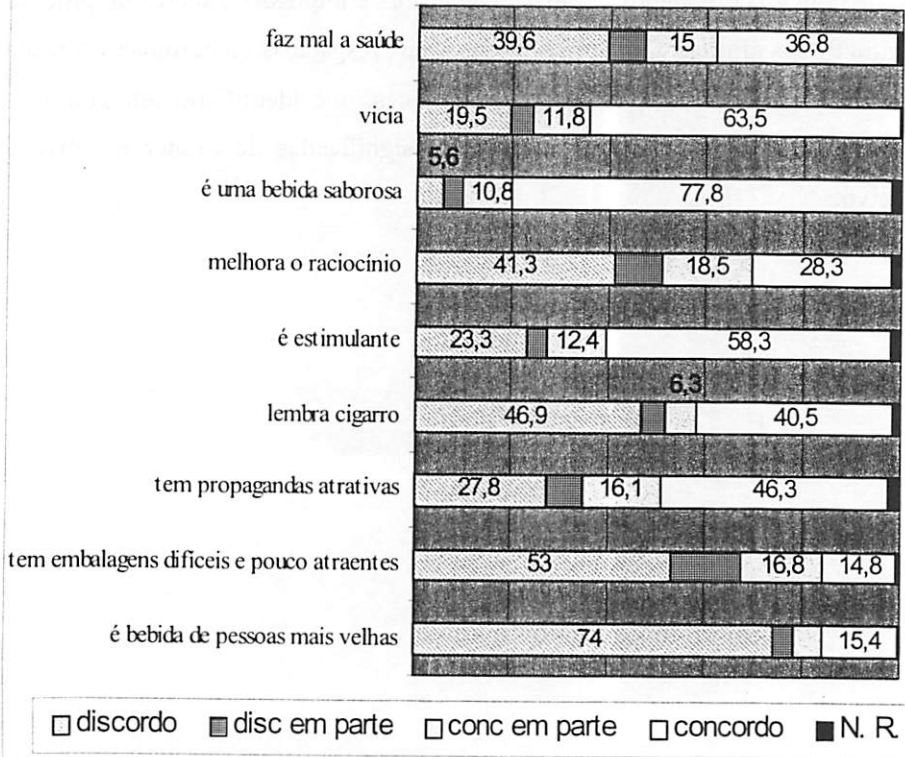 faz mal a saúde 39,6 15 36,8
vicia 19,5 11,8 63,5
5,6
é uma bebida saborosa 10,8 77,8
melhora o raciocínio 41,3 18,5 28,3
é estimulante 23,3 12,4 58,3
6,3
lembra cigarro 46,9 40,5
tem propagandas atrativas 27,8 16,1 46,3
tem embalagens dificeis e pouco atraentes 53 16,8 14,8
é bebida de pessoas mais velhas 74 15,4
discordo disc em parte conc em parte concordo N. R.